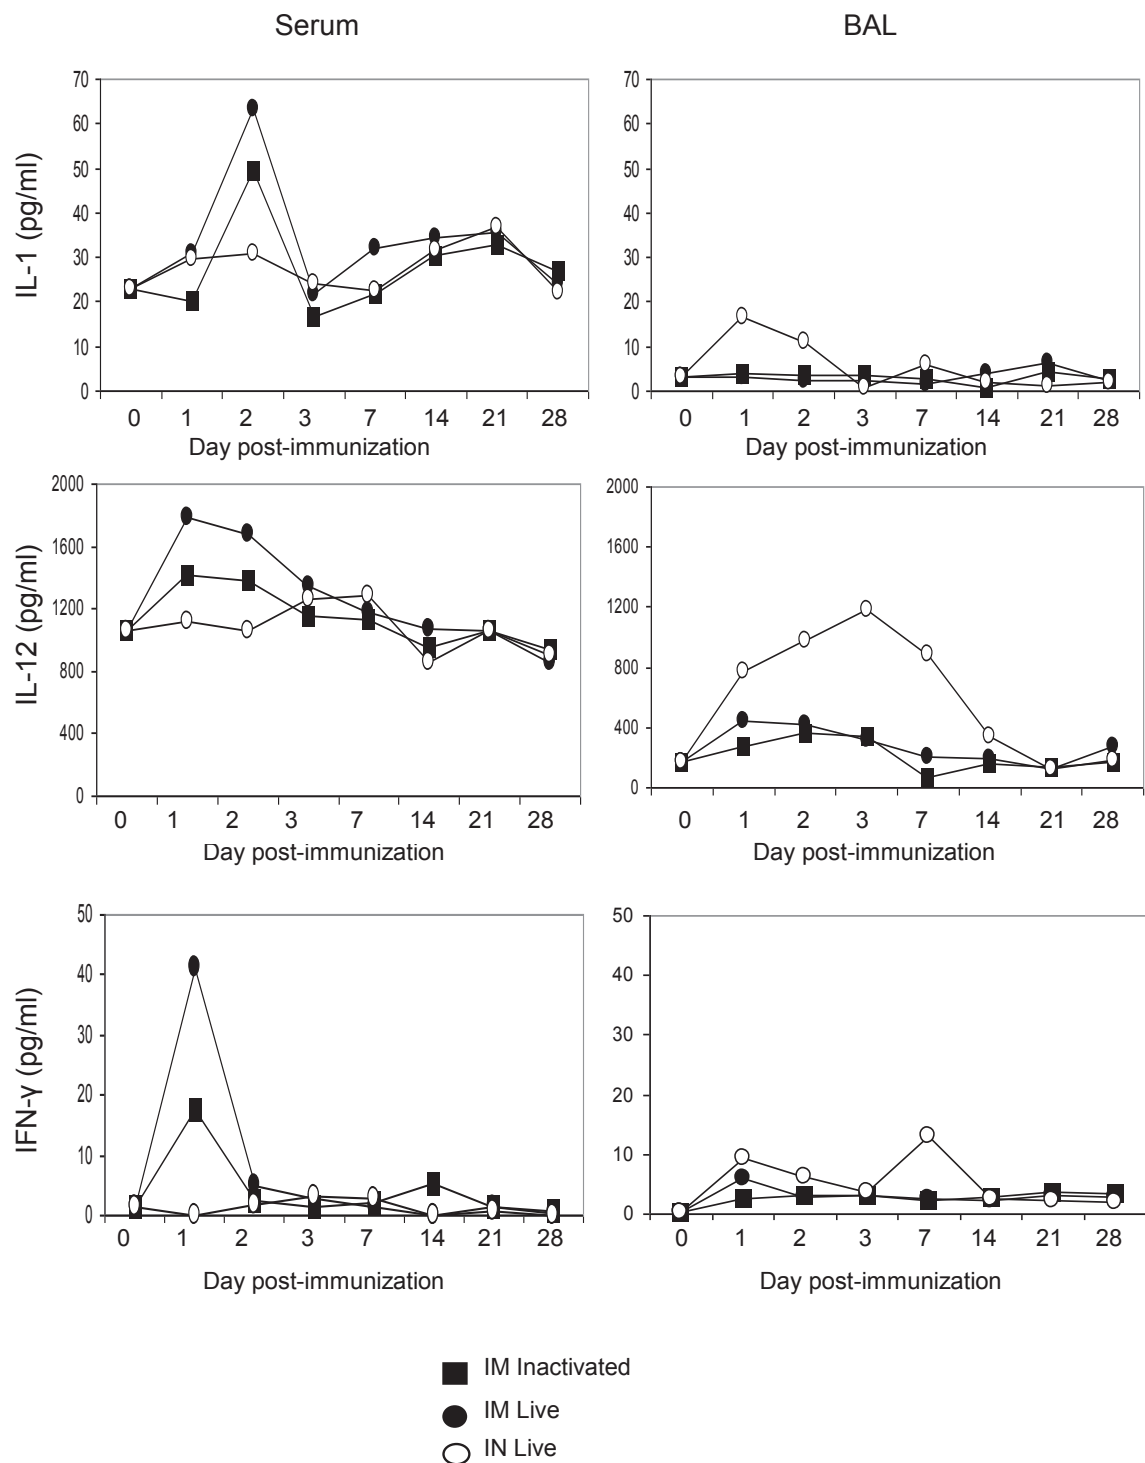 Serum
BAL
IL-1 (pg/ml)
70
60
50
40
30
20
10
0
0 1 2 3 7 14 21 28
Day post-immunization
70
60
50
40
30
20
10
0
0 1 2 3 7 14 21 28
Day post-immunization
IL-12 (pg/ml)
2000
1600
1200
800
400
0
0 1 2 3 7 14 21 28
Day post-immunization
2000
1600
1200
800
400
0
0 1 2 3 7 14 21 28
Day post-immunization
IFN-γ (pg/ml)
50
40
30
20
10
0
0 1 2 3 7 14 21 28
Day post-immunization
50
40
30
20
10
0
0 1 2 3 7 14 21 28
Day post-immunization
IM Inactivated
IM Live
IN Live